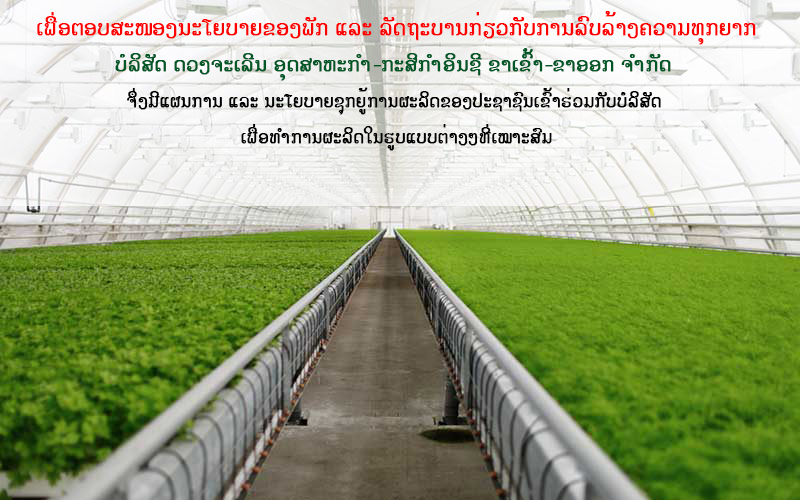 ເພື່ອຕອບສະໜອງນະໂຍບາຍຂອງພັກ ແລະ ລັດຖະບານກ່ຽວກັບການລົບລ້າງຄວາມທຸກຍາກ
ບໍລິສັດ ດວງຈະເລີນ ອຸດສາຫະກຳ-ກະສິກຳອິນຊີ ຂາເຂົ້າ-ຂາອອກ ຈຳກັດ
ຈຶ່ງມີແຜນການ ແລະ ນະໂຍບາຍຊຸກຍູ້ການຜະລິດຂອງປະຊາຊົນເຂົ້າຮ່ວມກັບບໍລິສັດ
ເພື່ອທຳການຜະລິດໃນຮູບແບບຕ່າງໆທີ່ເໝາະສົມ